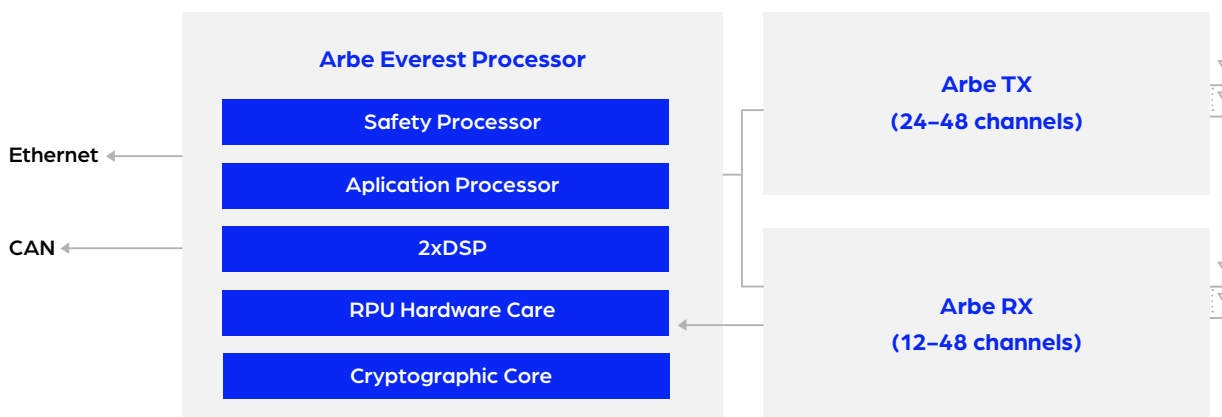 Arbe Everest Processor
Safety Processor
Aplication Processor
2xDSP
RPU Hardware Care
Cryptographic Core
Ethernet
CAN
Arbe TX
(24-48 channels)
Arbe RX
(12-48 channels)